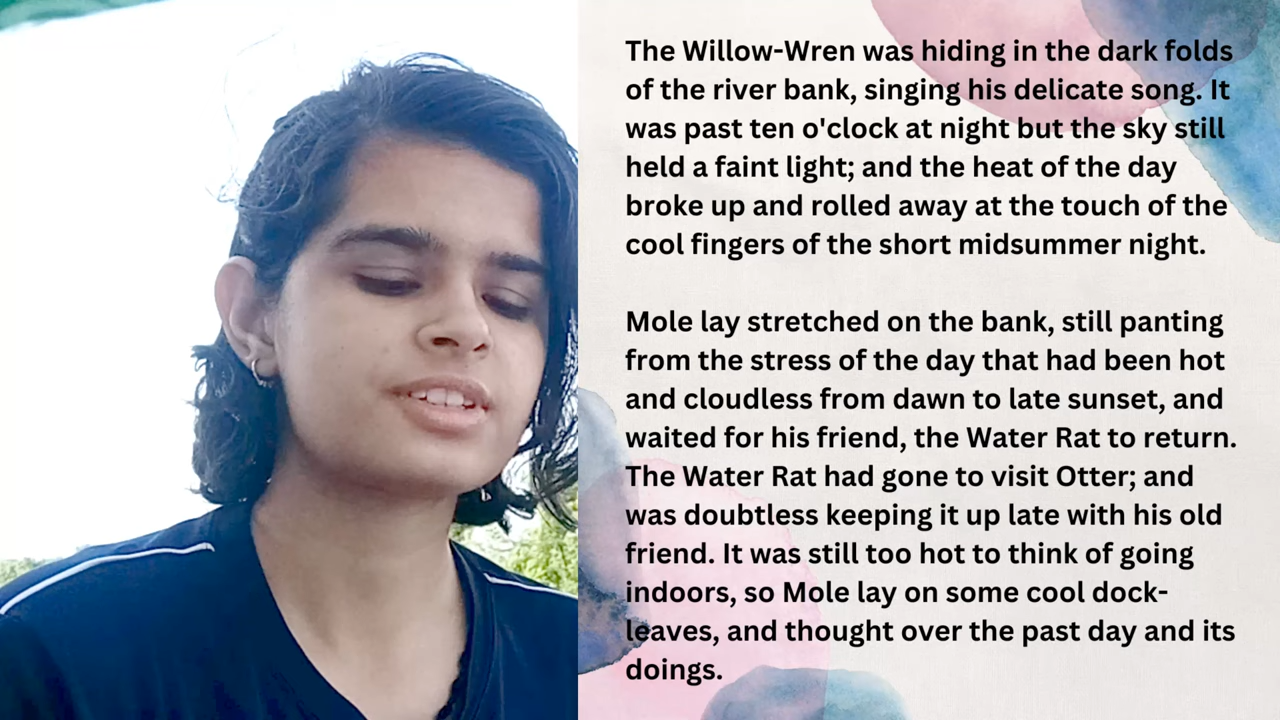 The Willow-Wren was hiding in the dark folds
of the river bank, singing his delicate song. It
was past ten o'clock at night but the sky still
held a faint light; and the heat of the day
broke up and rolled away at the touch of the
cool fingers of the short midsummer night.
Mole lay stretched on the bank, still panting
from the stress of the day that had been hot
and cloudless from dawn to late sunset, and
waited for his friend, the Water Rat to return.
The Water Rat had gone to visit Otter; and
was doubtless keeping it up late with his old
friend. It was still too hot to think of going
indoors, so Mole lay on some cool dock-
leaves, and thought over the past day and its
doings.